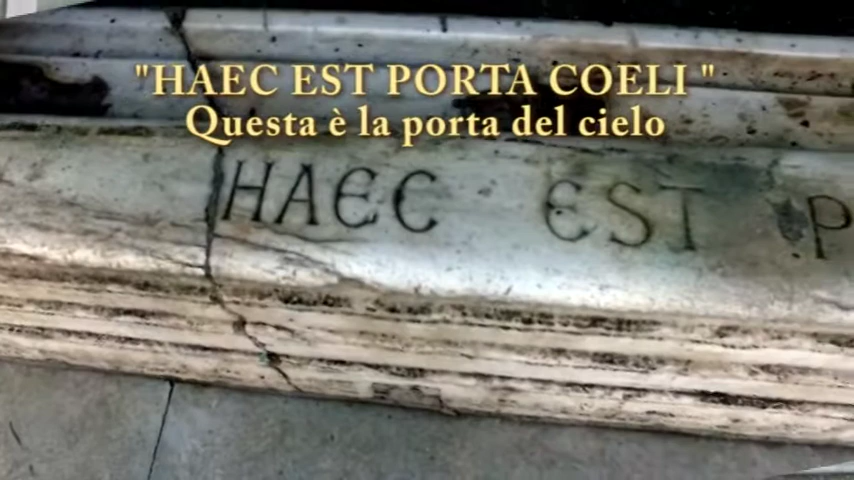 "HAEC EST PORTA COELI "
Questa è la porta del cielo
HAEC EST P